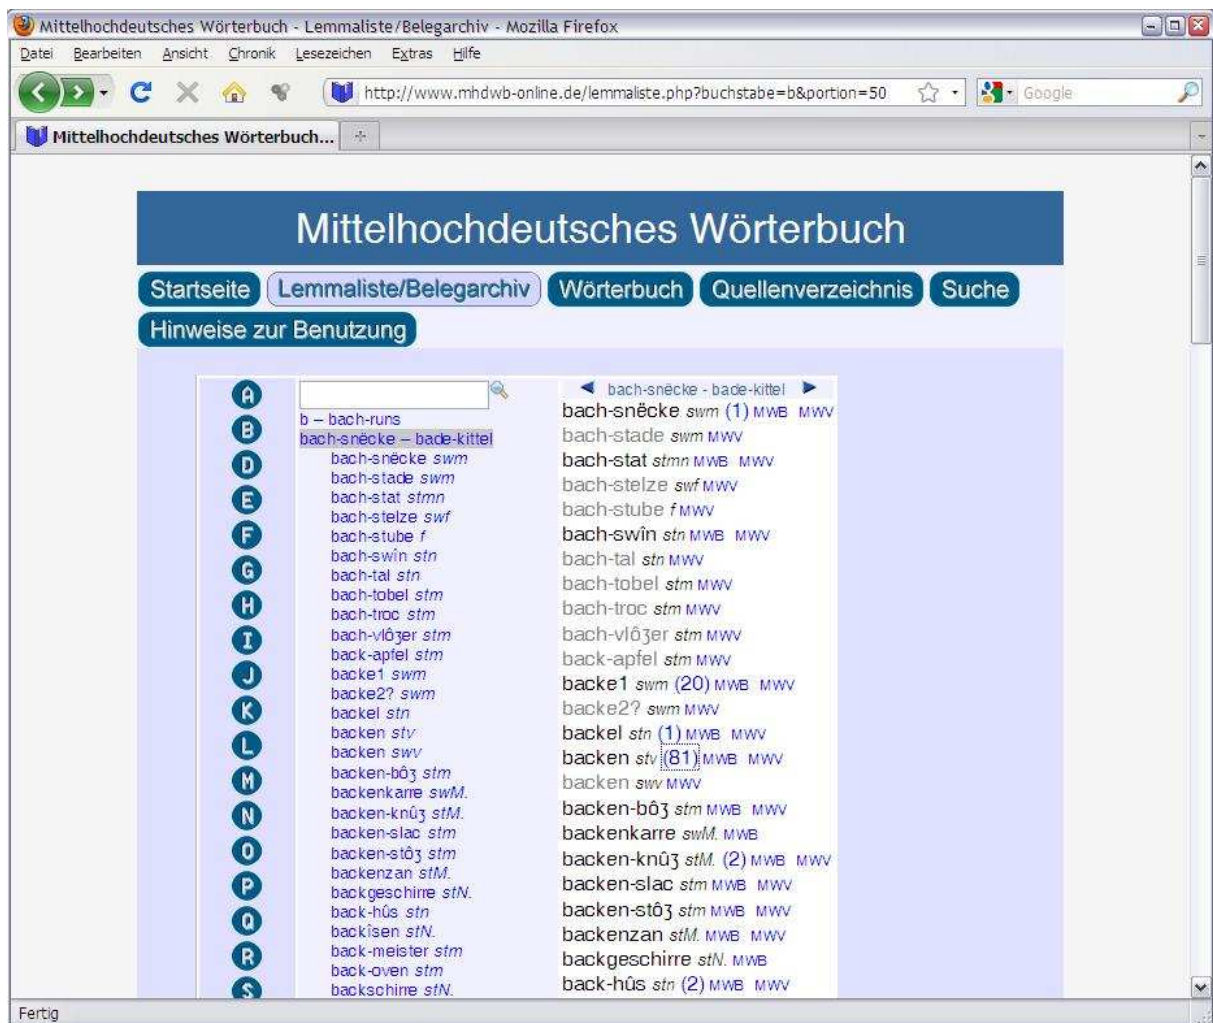 Mittelhochdeutsches Wörterbuch - Lemmaliste/Belegarchiv - Mozilla Firefox
Datei Bearbeiten Ansicht Chronik Lesezeichen Extras Hilfe
http://www.mhdwb-online.de/lemmaliste.php?buchstabe=b&portion=50 Google
Mittelhochdeutsches Wörterbuch...
Mittelhochdeutsches Wörterbuch
Startseite Lemmaliste/Belegarchiv Wörterbuch Quellenverzeichnis Suche
Hinweise zur Benutzung
A
B
D
E
F
G
H
I
J
K
L
M
N
O
P
Q
R
S
b – bach-runs
bach-snëcke – bade-kittel
bach-snëcke swm
bach-stade swm
bach-stat stmn
bach-stelze swf
bach-stube f
bach-swîn stn
bach-tal stn
bach-tobel stm
bach-troc stm
bach-vlôʒer stm
back-apfel stm
backe1 swm
backe2? swm
backel stn
backen stv
backen swv
backen-bôʒ stm
backenkarre swM.
backen-knûʒ stM.
backen-slac stm
backen-stôʒ stm
backenzan stM.
backgeschirre stN.
back-hûs stn
backîsen stN.
back-meister stm
back-oven stm
backschirre stN.
bach-snëcke - bade-kittel
bach-snëcke swm (1) MWB MWV
bach-stade swm MWV
bach-stat stmn MWB MWV
bach-stelze swf MWV
bach-stube f MWV
bach-swîn stn MWB MWV
bach-tal stn MWV
bach-tobel stm MWV
bach-troc stm MWV
bach-vlôʒer stm MWV
back-apfel stm MWV
backe1 swm (20) MWB MWV
backe2? swm MWV
backel stn (1) MWB MWV
backen stv (81) MWB MWV
backen swv MWV
backen-bôʒ stm MWB MWV
backenkarre swM. MWB
backen-knûʒ stM. (2) MWB MWV
backen-slac stm MWB MWV
backen-stôʒ stm MWB MWV
backenzan stM. MWB MWV
backgeschirre stN. MWB
back-hûs stn (2) MWB MWV
Fertig